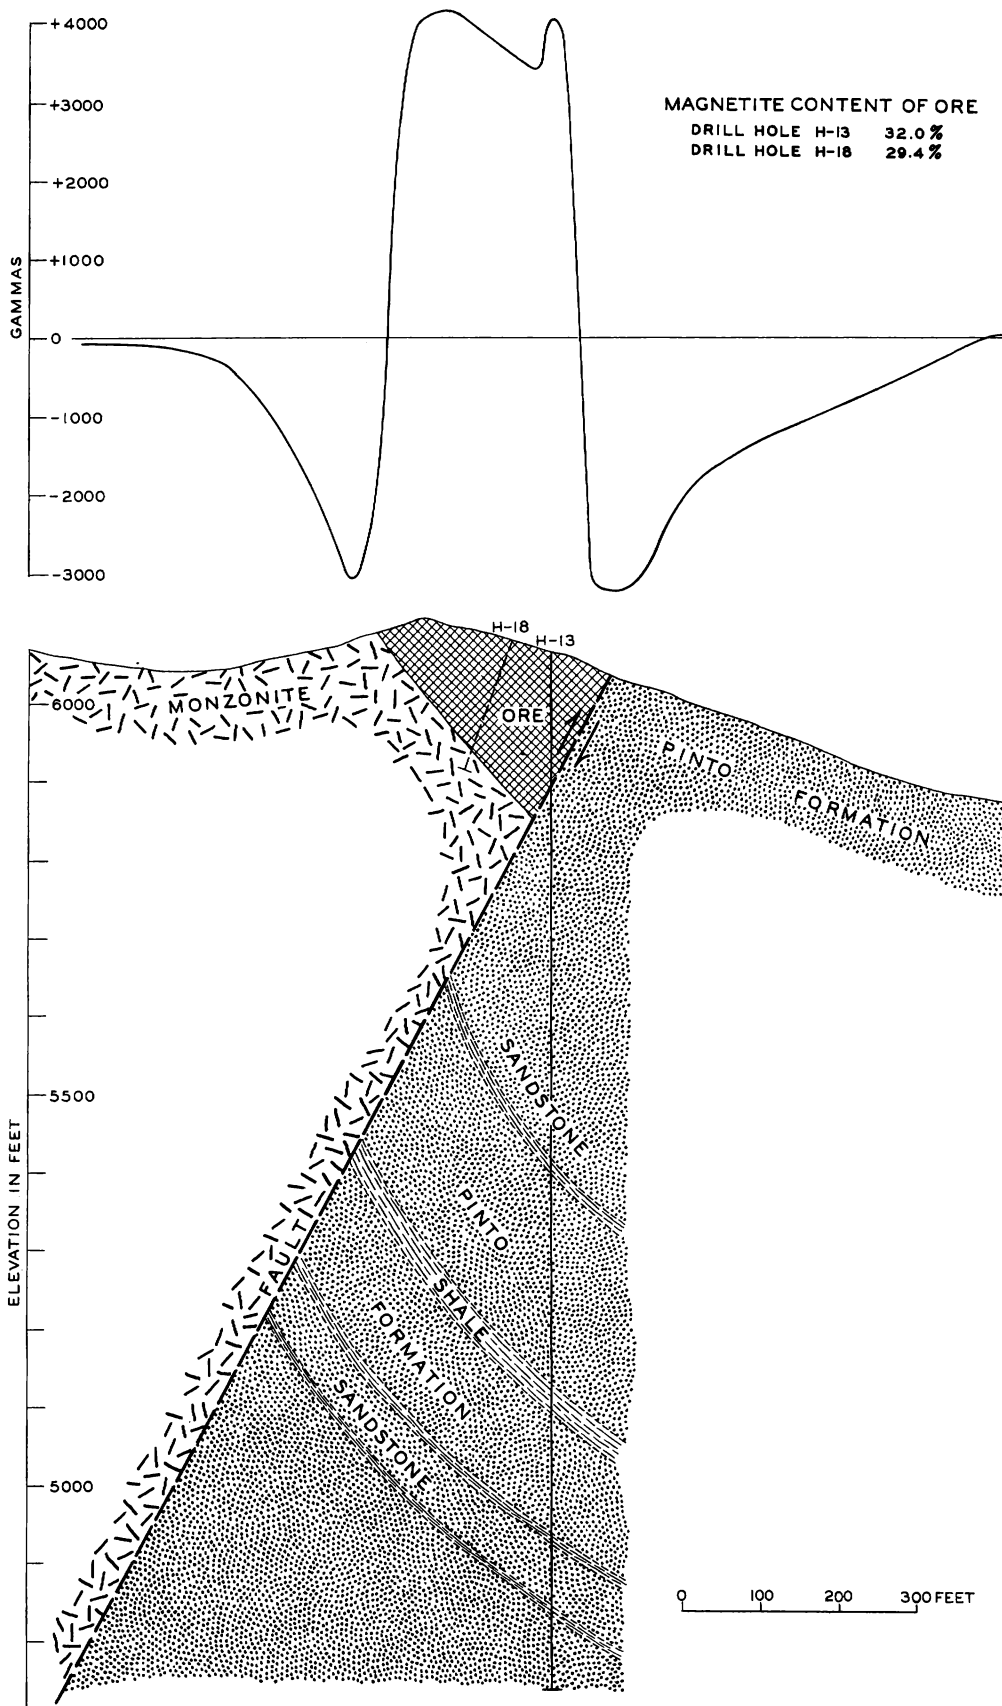 +4000
+3000
+2000
+1000
0
-1000
-2000
-3000
GAMMAS
MAGNETITE CONTENT OF ORE
DRILL HOLE H-13 32.0%
DRILL HOLE H-18 29.4%
H-18
H-13
6000
MONZONITE
ORE
PINTO
FORMATION
5500
SANDSTONE
ELEVATION IN FEET
PINTO
FAULT
SHALE
FORMATION
SANDSTONE
5000
0 100 200 300 FEET